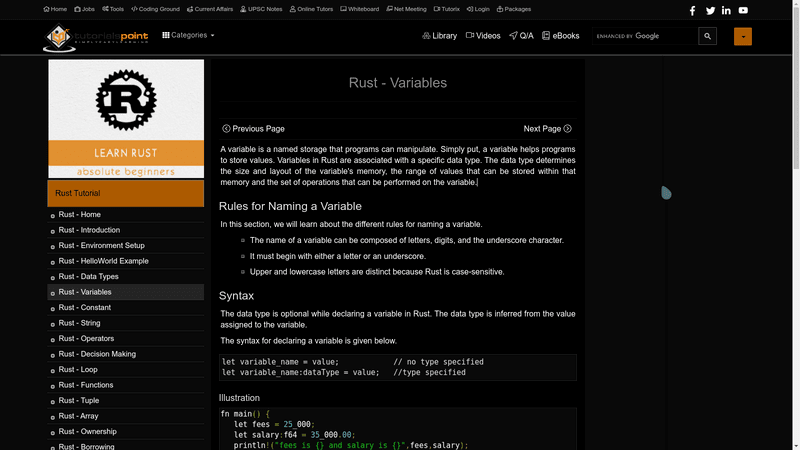 Home Jobs Tools Coding Ground Current Affairs UPSC Notes Online Tutors Whiteboard Net Meeting Tutorix Login Packages
tutorialspoint
Categories
Library Videos Q/A eBooks
ENHANCED BY Google
LEARN RUST
absolute beginners
Rust Tutorial
Rust - Home
Rust - Introduction
Rust - Environment Setup
Rust - HelloWorld Example
Rust - Data Types
Rust - Variables
Rust - Constant
Rust - String
Rust - Operators
Rust - Decision Making
Rust - Loop
Rust - Functions
Rust - Tuple
Rust - Array
Rust - Ownership
Rust - Borrowing
Rust - Variables
Previous Page
Next Page
A variable is a named storage that programs can manipulate. Simply put, a variable helps programs
to store values. Variables in Rust are associated with a specific data type. The data type determines
the size and layout of the variable's memory, the range of values that can be stored within that
memory and the set of operations that can be performed on the variable.
Rules for Naming a Variable
In this section, we will learn about the different rules for naming a variable.
The name of a variable can be composed of letters, digits, and the underscore character.
It must begin with either a letter or an underscore.
Upper and lowercase letters are distinct because Rust is case-sensitive.
Syntax
The data type is optional while declaring a variable in Rust. The data type is inferred from the value
assigned to the variable.
The syntax for declaring a variable is given below.
let variable_name = value;            // no type specified
let variable_name:dataType = value;   //type specified
Illustration
fn main() {
let fees = 25_000;
let salary:f64 = 35_000.00;
println!("fees is {} and salary is {}",fees,salary);